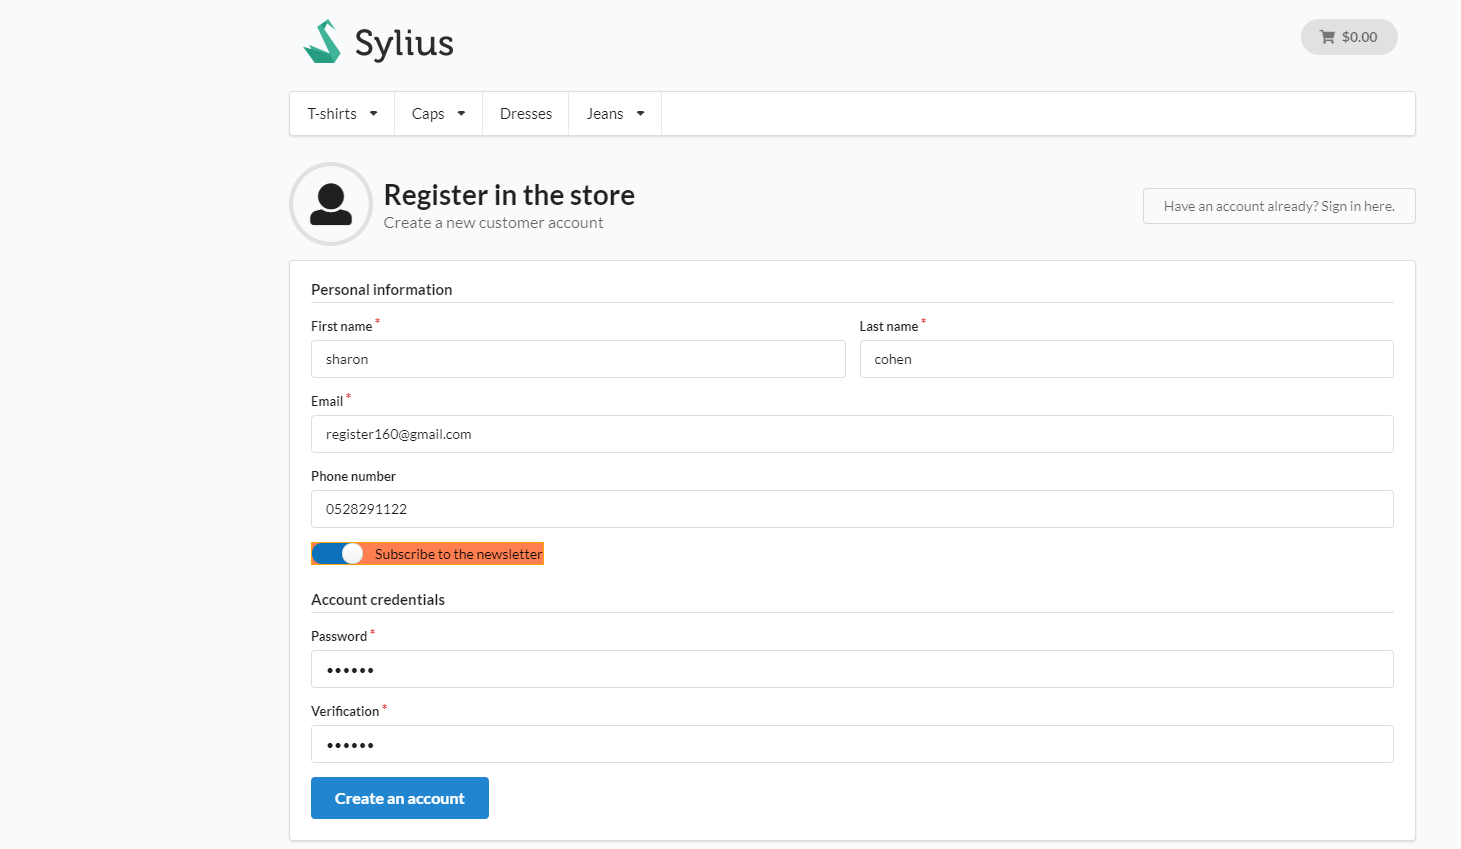 Sylius
$0.00
T-shirts Caps Dresses Jeans
Register in the store
Create a new customer account
Have an account already? Sign in here.
Personal information
First name * Last name *
sharon cohen
Email *
register160@gmail.com
Phone number
0528291122
Subscribe to the newsletter
Account credentials
Password *
••••••
Verification *
••••••
Create an account